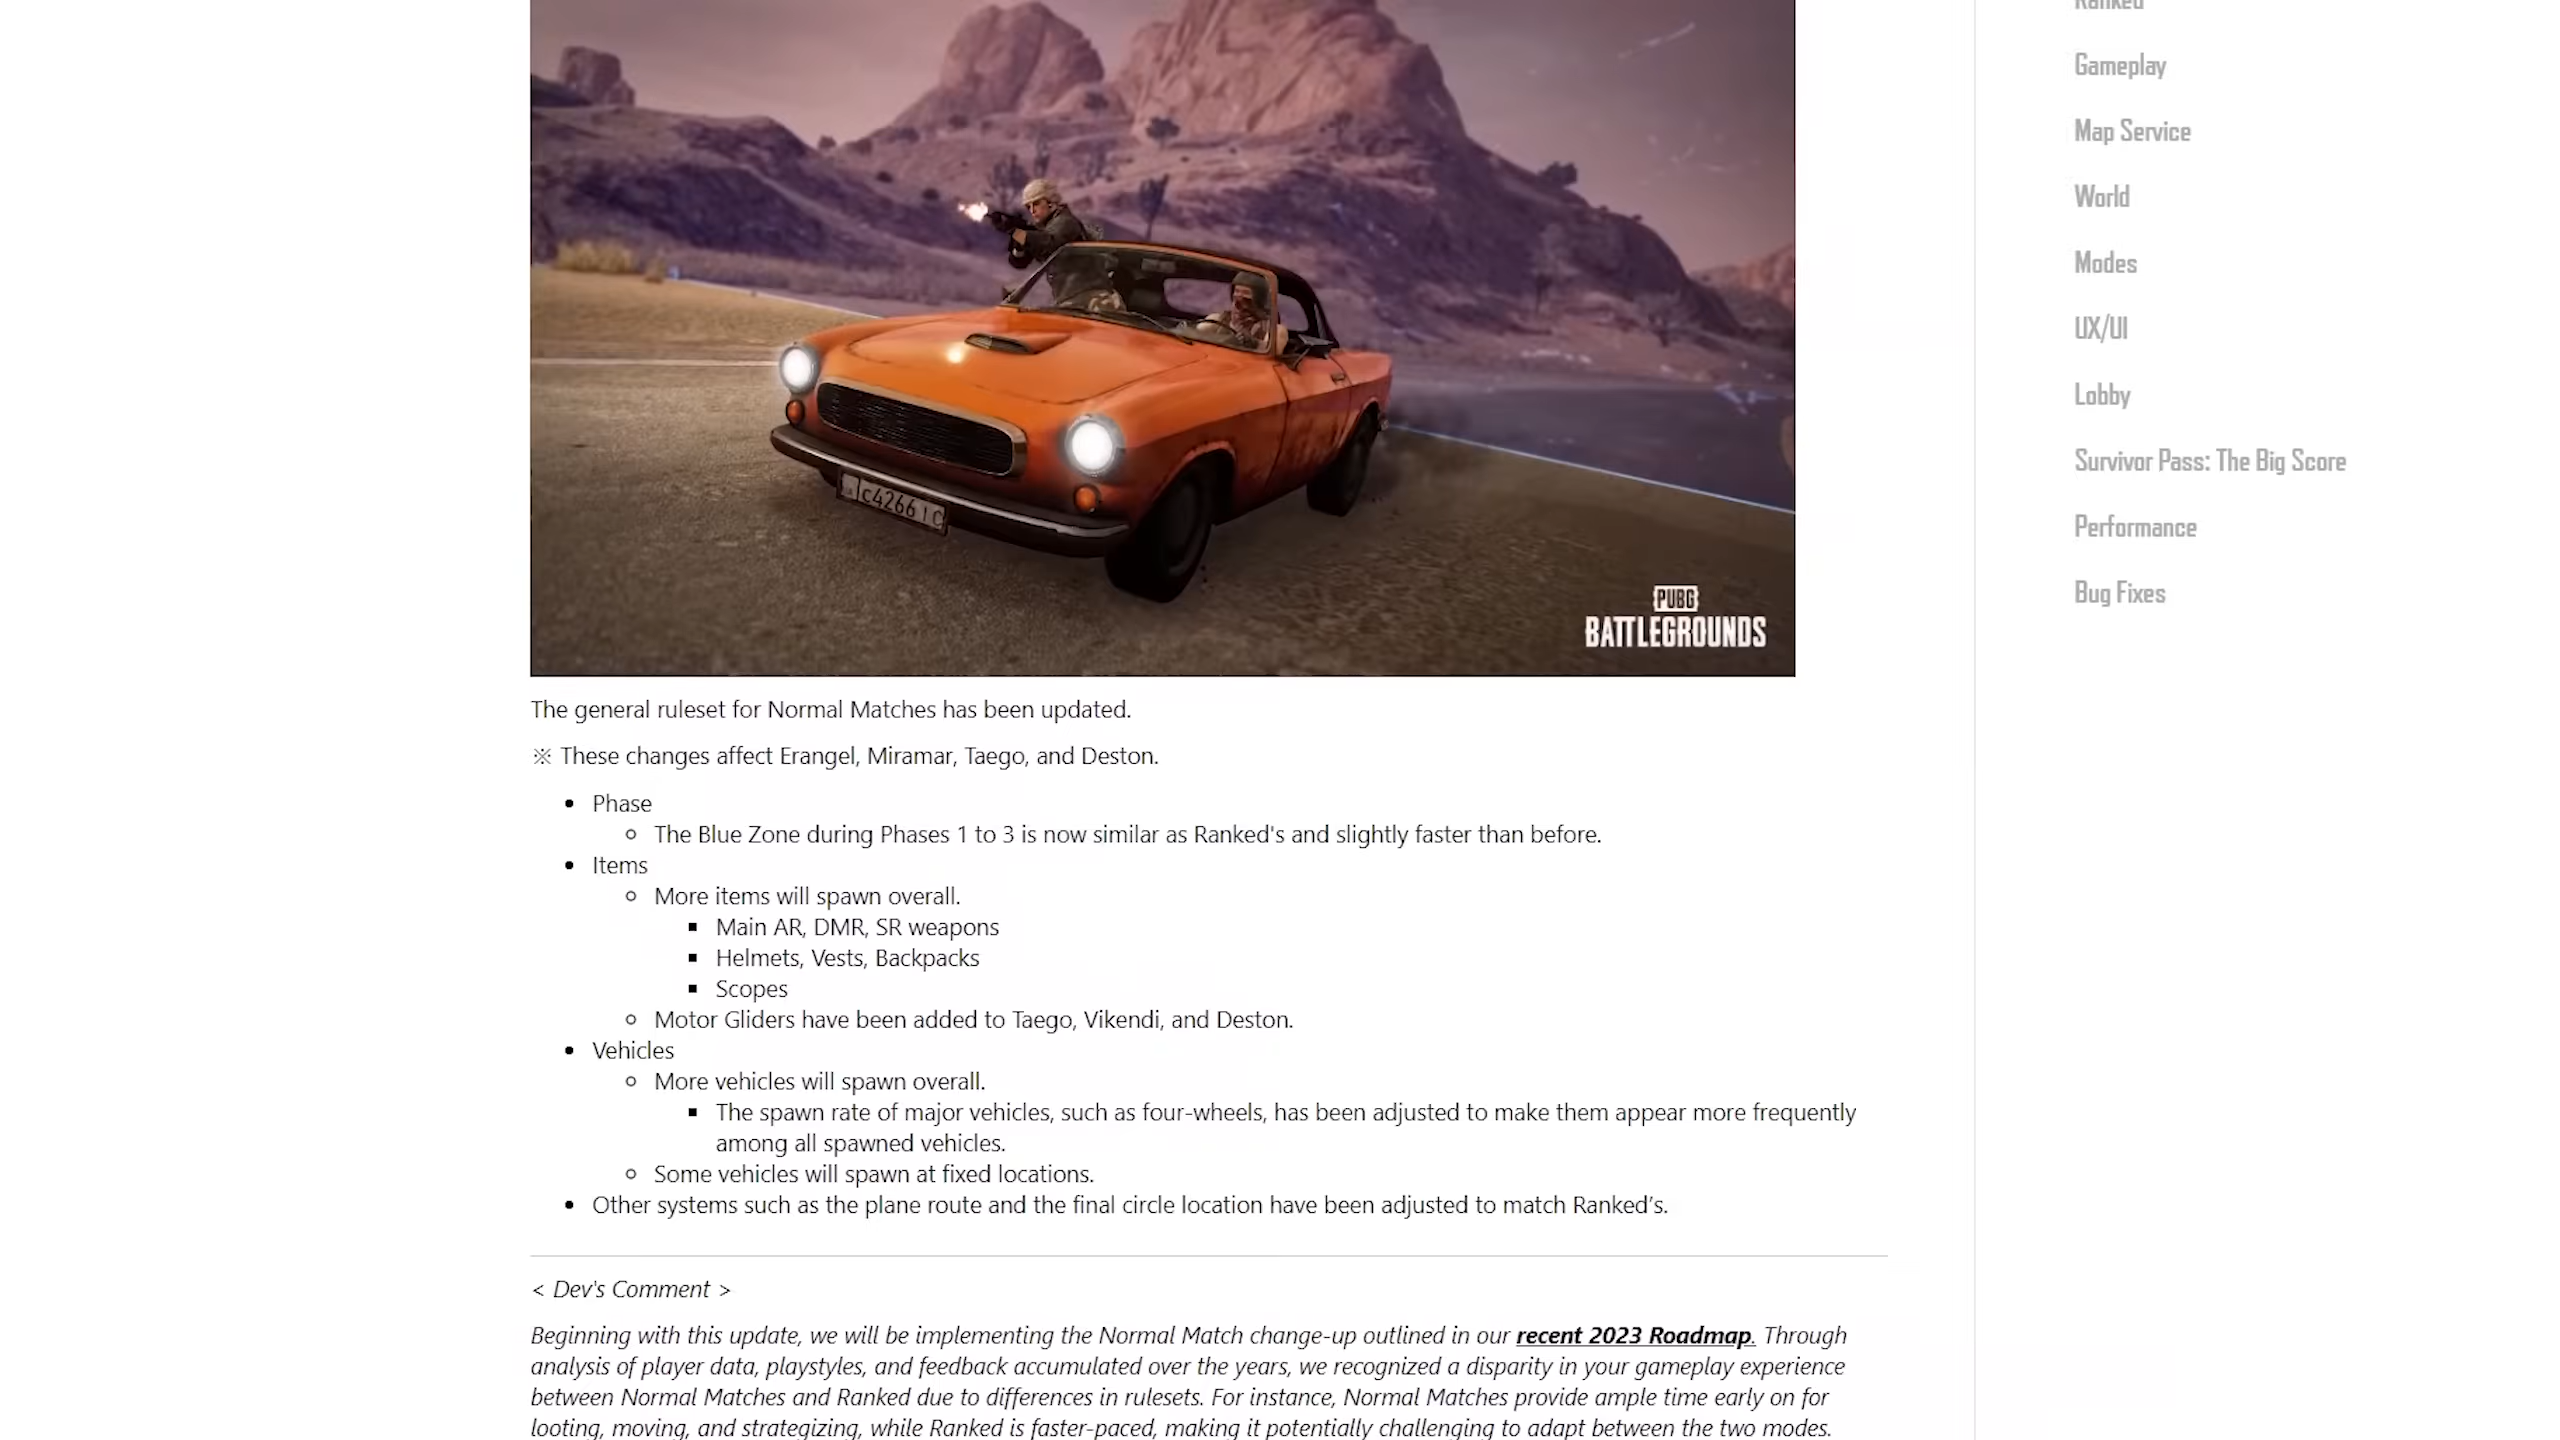 c4266
PUBG
BATTLEGROUNDS
The general ruleset for Normal Matches has been updated.
※ These changes affect Erangel, Miramar, Taego, and Deston.
• Phase
○ The Blue Zone during Phases 1 to 3 is now similar as Ranked's and slightly faster than before.
• Items
○ More items will spawn overall.
▪ Main AR, DMR, SR weapons
▪ Helmets, Vests, Backpacks
▪ Scopes
○ Motor Gliders have been added to Taego, Vikendi, and Deston.
• Vehicles
○ More vehicles will spawn overall.
▪ The spawn rate of major vehicles, such as four-wheels, has been adjusted to make them appear more frequently
among all spawned vehicles.
○ Some vehicles will spawn at fixed locations.
• Other systems such as the plane route and the final circle location have been adjusted to match Ranked’s.
< Dev's Comment >
Beginning with this update, we will be implementing the Normal Match change-up outlined in our recent 2023 Roadmap. Through
analysis of player data, playstyles, and feedback accumulated over the years, we recognized a disparity in your gameplay experience
between Normal Matches and Ranked due to differences in rulesets. For instance, Normal Matches provide ample time early on for
looting, moving, and strategizing, while Ranked is faster-paced, making it potentially challenging to adapt between the two modes.
Ranked
Gameplay
Map Service
World
Modes
UX/UI
Lobby
Survivor Pass: The Big Score
Performance
Bug Fixes